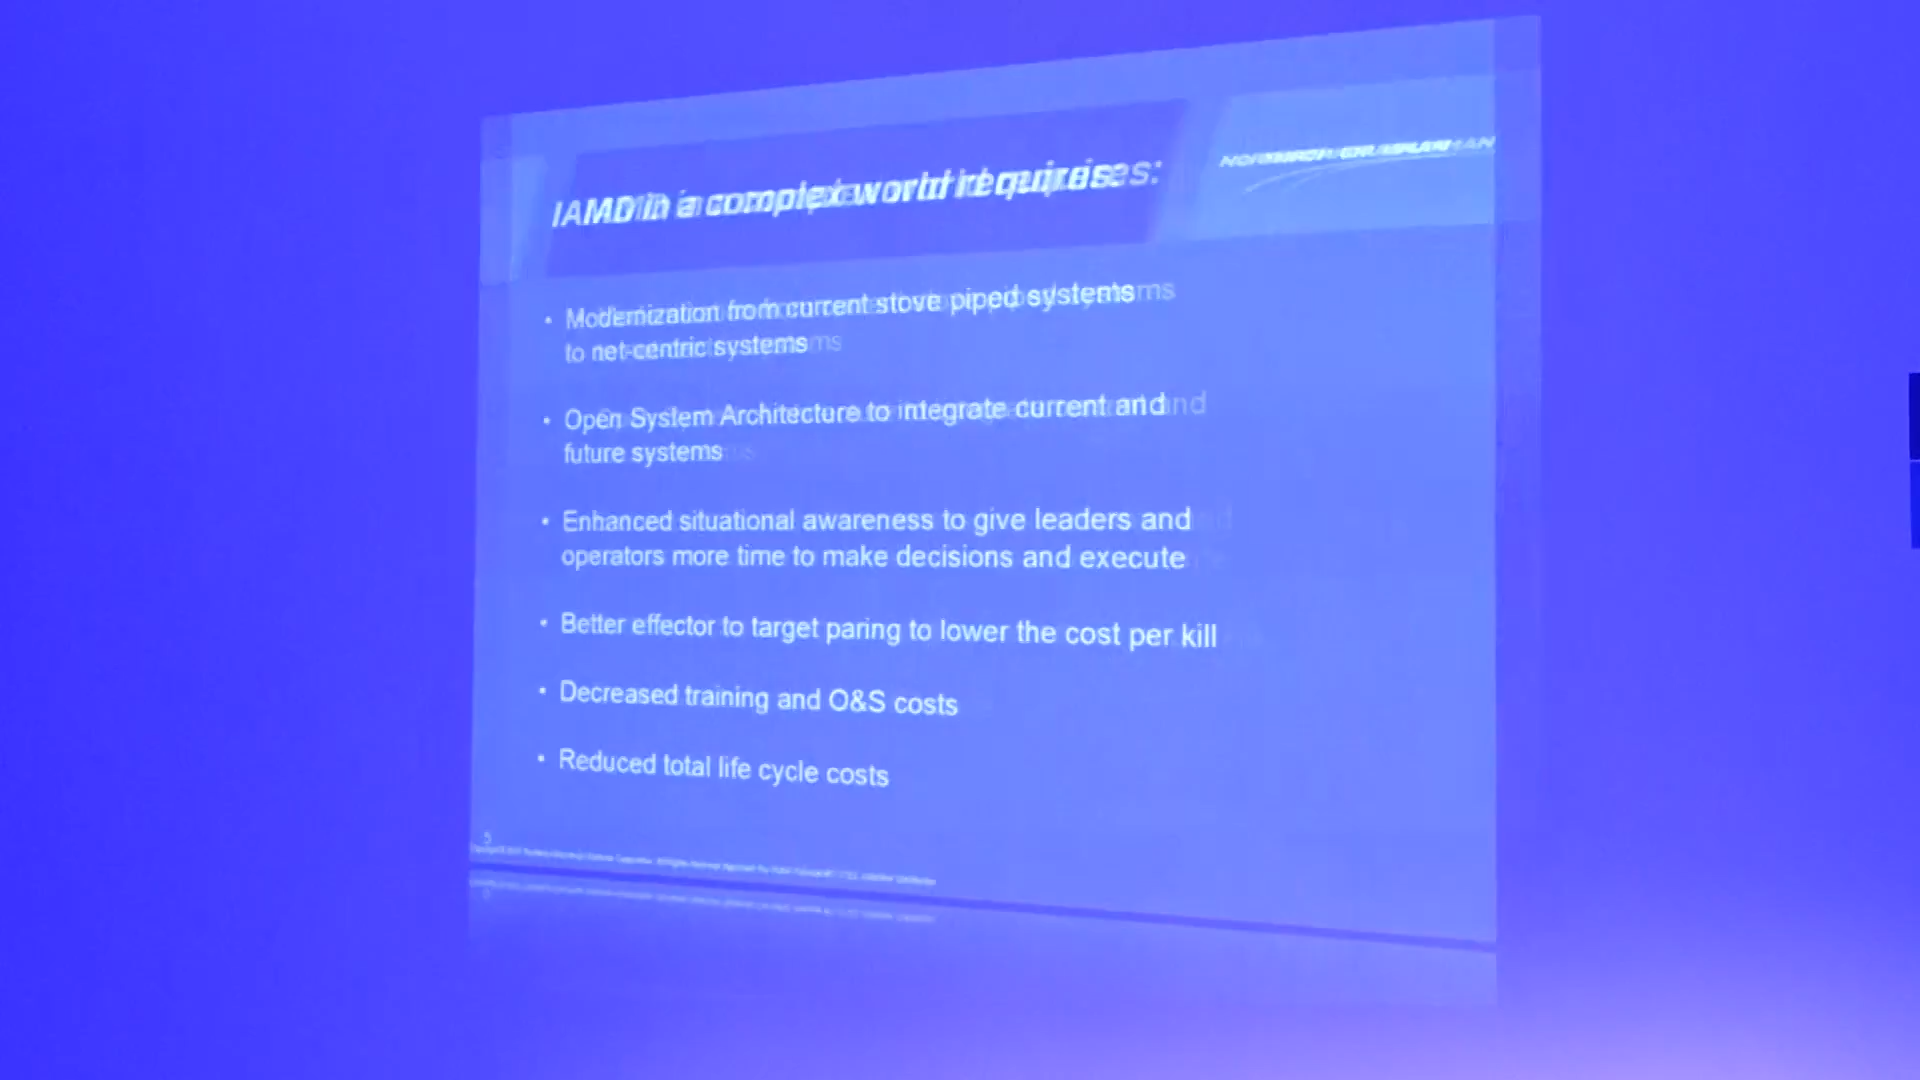 IAMD in a complex world requires:
NORTHROP GRUMMAN
• Modernization from current stove piped systems
to net-centric systems
• Open System Architecture to integrate current and
future systems
• Enhanced situational awareness to give leaders and
operators more time to make decisions and execute
• Better effector to target paring to lower the cost per kill
• Decreased training and O&S costs
• Reduced total life cycle costs
5